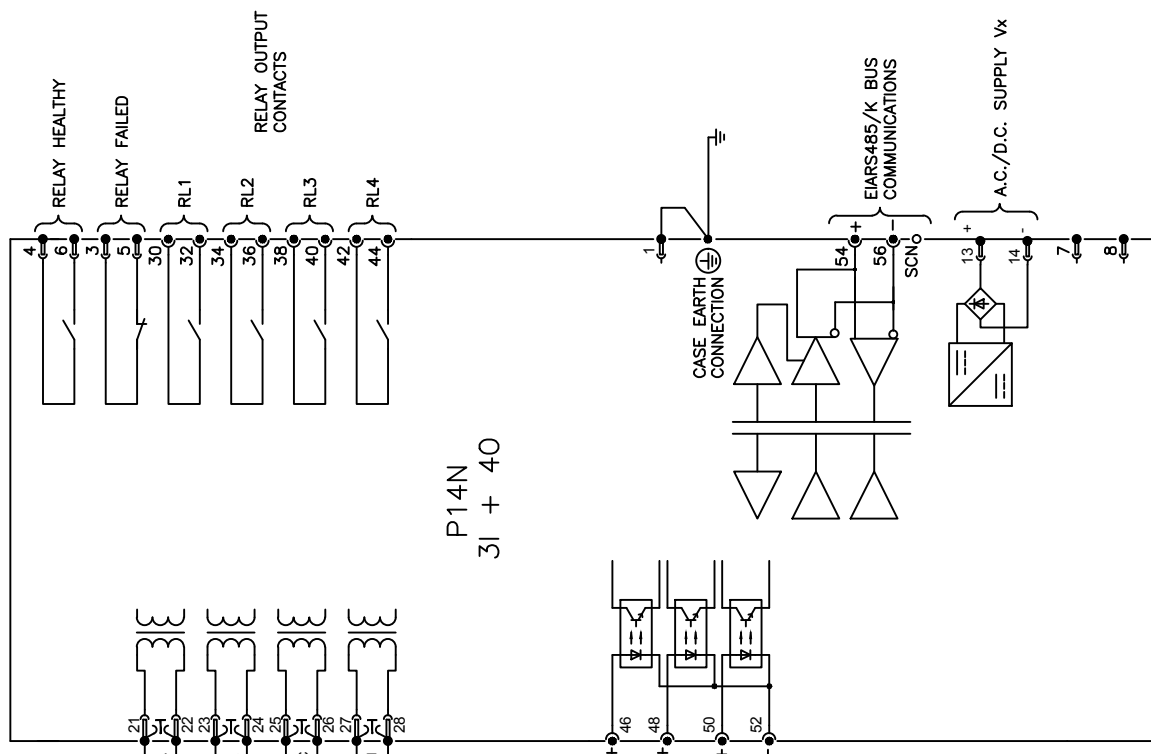 RELAY HEALTHY
RELAY FAILED
RL1
RL2
RL3
RL4
RELAY OUTPUT
CONTACTS
4
6
3
5
30
32
34
36
38
40
42
44
1
CASE EARTH
CONNECTION
54
+
56
-
SCN
EIARS485/K BUS
COMMUNICATIONS
13
+
14
-
A.C./D.C. SUPPLY Vx
7
8
P14N
3I + 4O
21
22
23
24
25
26
27
28
46
48
50
52
+
+
+
-